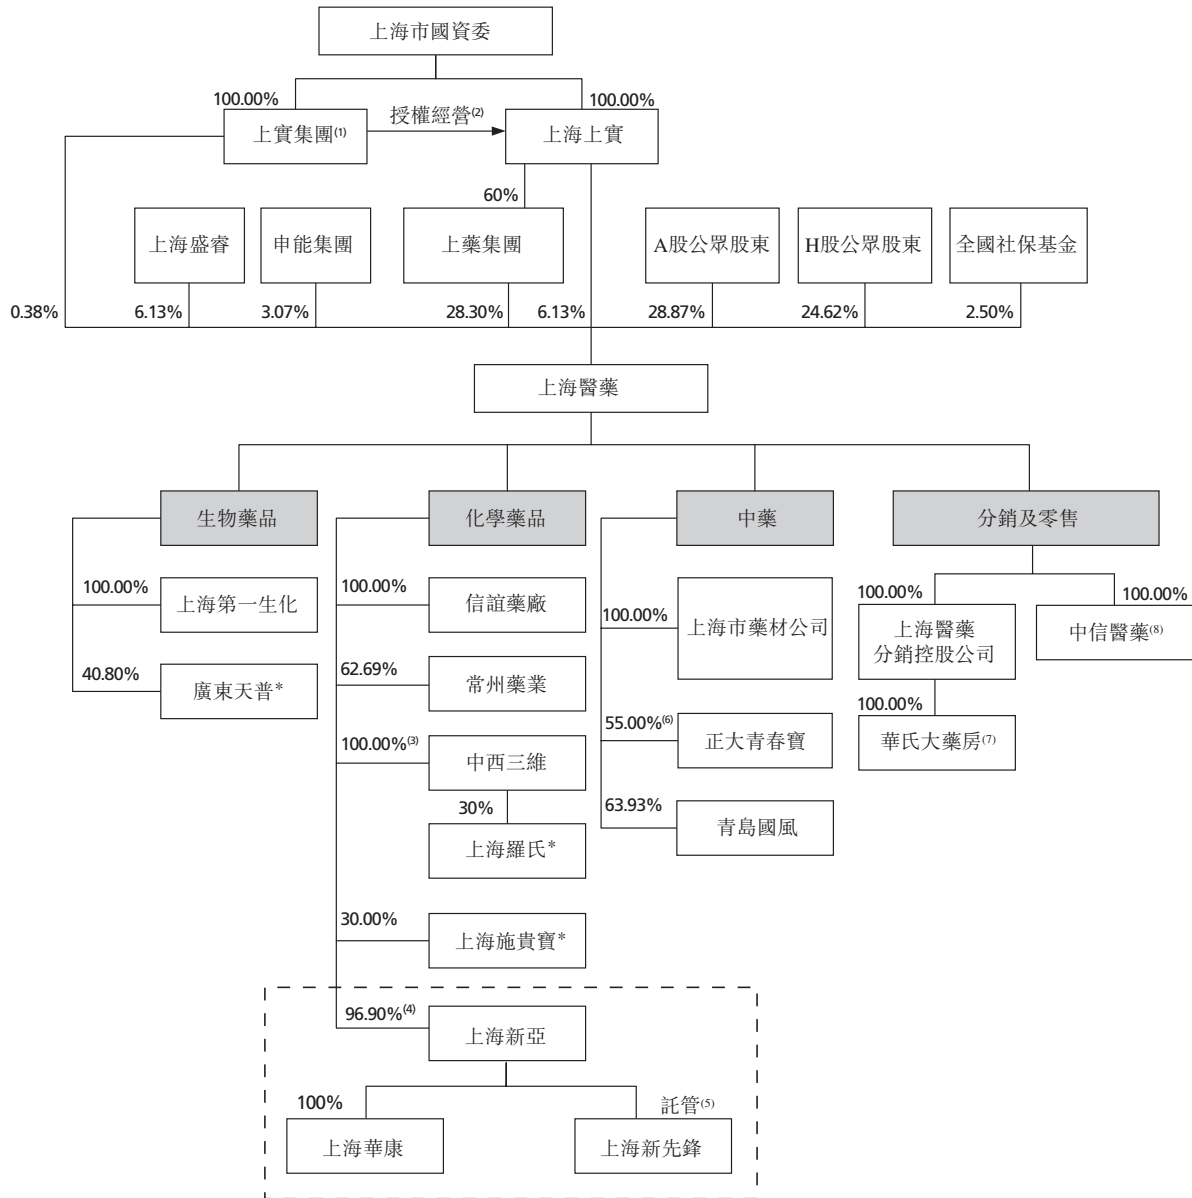 上海市國資委
100.00%
100.00%
上實集團(1)
授權經營(2)
上海上實
60%
上海盛睿
申能集團
上藥集團
A股公眾股東
H股公眾股東
全國社保基金
0.38%
6.13%
3.07%
28.30%
6.13%
28.87%
24.62%
2.50%
上海醫藥
生物藥品
化學藥品
中藥
分銷及零售
100.00%
上海第一生化
40.80%
廣東天普*
100.00%
信誼藥廠
62.69%
常州藥業
100.00%(3)
中西三維
30%
上海羅氏*
30.00%
上海施貴寶*
96.90%(4)
上海新亞
100%
託管(5)
上海華康
上海新先鋒
100.00%
上海市藥材公司
55.00%(6)
正大青春寶
63.93%
青島國風
100.00%
100.00%
上海醫藥
分銷控股公司
中信醫藥(8)
100.00%
華氏大藥房(7)